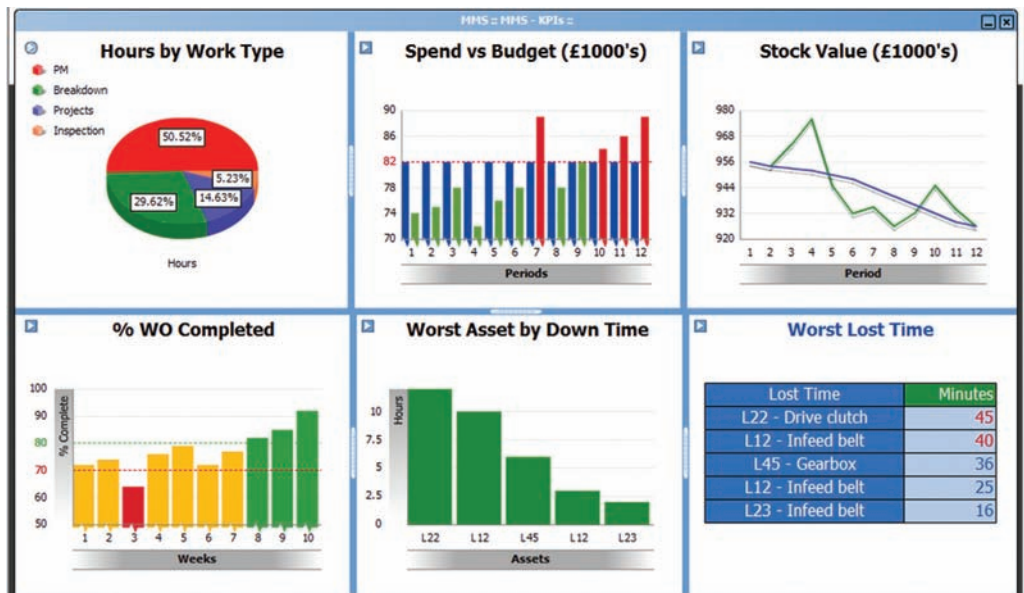 MMS :: MMS - KPIs ::
Hours by Work Type
PM
Breakdown
Projects
Inspection
50.52%
5.23%
29.62%
14.63%
Hours
Spend vs Budget (£1000's)
90
86
82
78
74
70
1 2 3 4 5 6 7 8 9 10 11 12
Periods
Stock Value (£1000's)
980
968
956
944
932
920
1 2 3 4 5 6 7 8 9 10 11 12
Period
% WO Completed
% Complete
100
90
80
70
60
50
1 2 3 4 5 6 7 8 9 10
Weeks
Worst Asset by Down Time
Hours
10
7.5
5
2.5
0
L22 L12 L45 L12 L23
Assets
Worst Lost Time
Lost Time Minutes
L22 - Drive clutch 45
L12 - Infeed belt 40
L45 - Gearbox 36
L12 - Infeed belt 25
L23 - Infeed belt 16